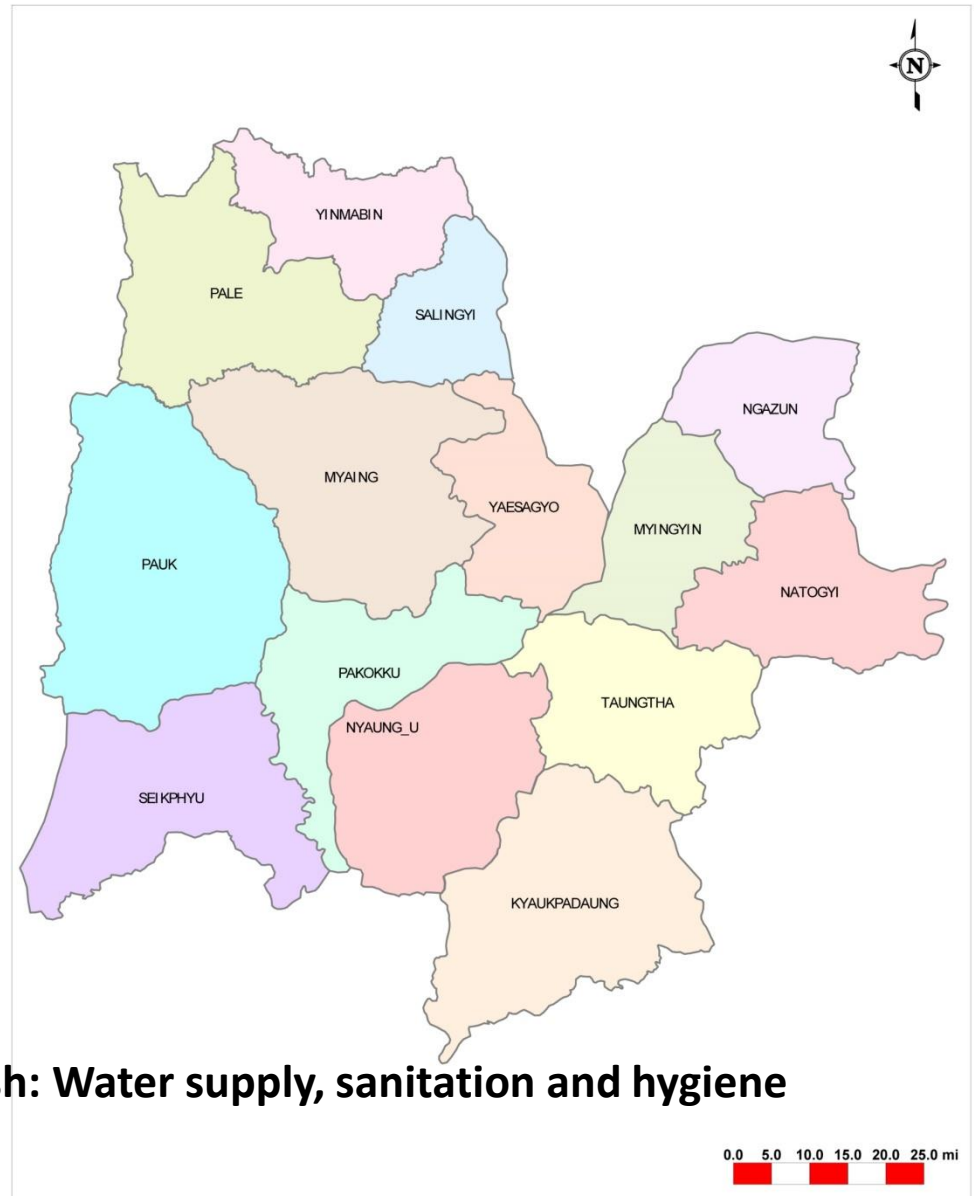 N
YINMABIN
PALE
SALINGYI
NGAZUN
MYAING
YAESAGYO
MYINGYIN
PAUK
NATOGYI
PAKOKKU
TAUNGTHA
NYAUNG_U
SEIKPHYU
KYAUKPADAUNG
h: Water supply, sanitation and hygiene
0.0 5.0 10.0 15.0 20.0 25.0 mi